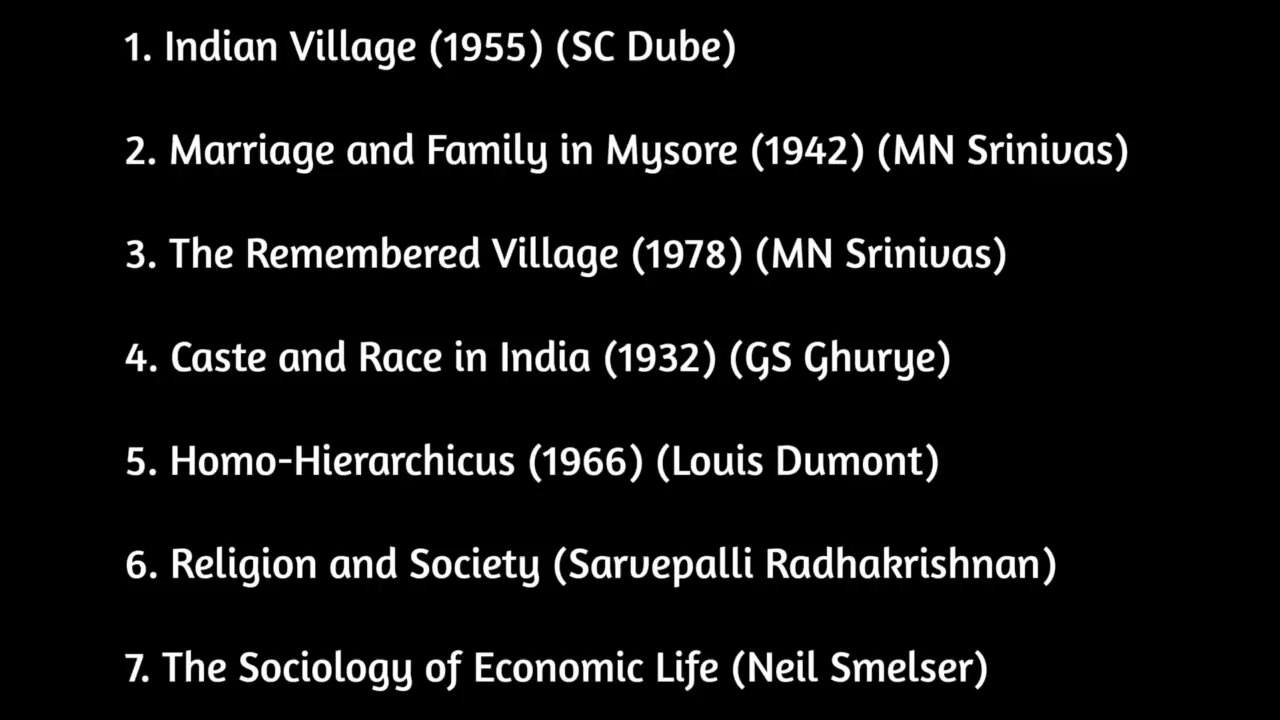 1. Indian Village (1955) (SC Dube)
2. Marriage and Family in Mysore (1942) (MN Srinivas)
3. The Remembered Village (1978) (MN Srinivas)
4. Caste and Race in India (1932) (GS Ghurye)
5. Homo-Hierarchicus (1966) (Louis Dumont)
6. Religion and Society (Sarvepalli Radhakrishnan)
7. The Sociology of Economic Life (Neil Smelser)